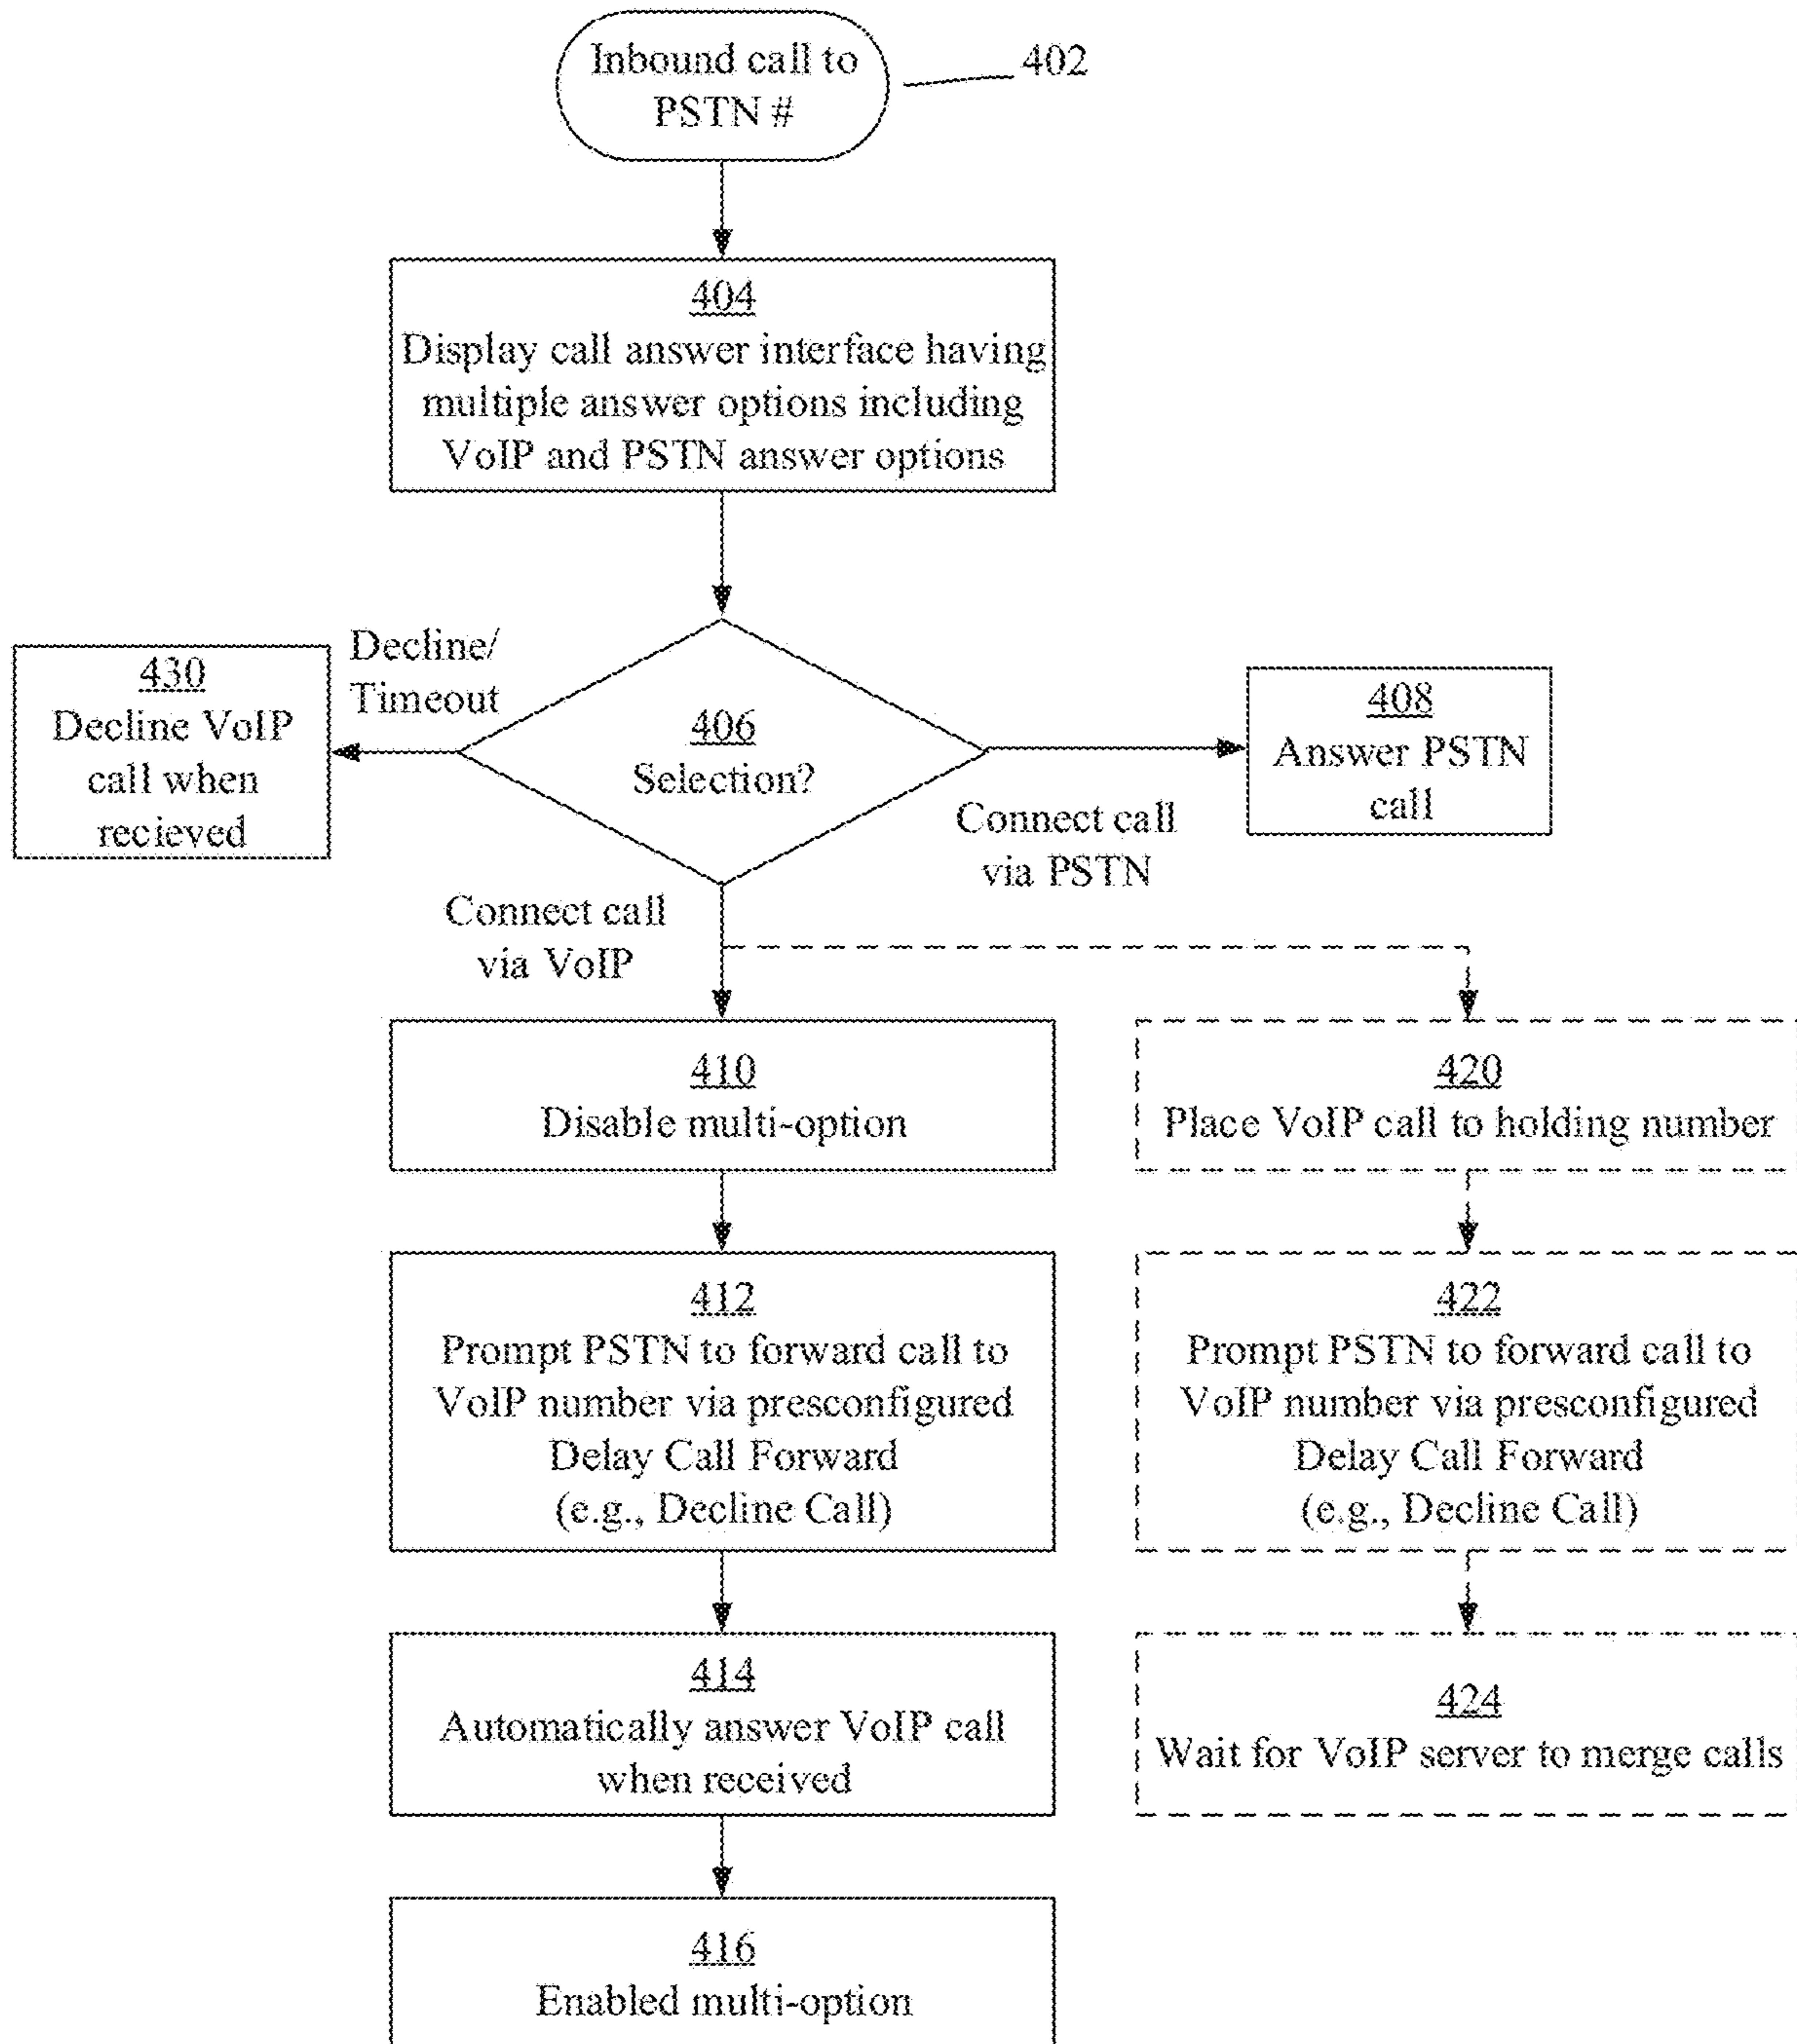 Inbound call to
PSTN #
402
404
Display call answer interface having
multiple answer options including
VoIP and PSTN answer options
Decline/
Timeout
430
Decline VoIP
call when
recieved
406
Selection?
408
Answer PSTN
call
Connect call
via PSTN
Connect call
via VoIP
410
Disable multi-option
420
Place VoIP call to holding number
412
Prompt PSTN to forward call to
VoIP number via presconfigured
Delay Call Forward
(e.g., Decline Call)
422
Prompt PSTN to forward call to
VoIP number via presconfigured
Delay Call Forward
(e.g., Decline Call)
414
Automatically answer VoIP call
when received
424
Wait for VoIP server to merge calls
416
Enabled multi-option